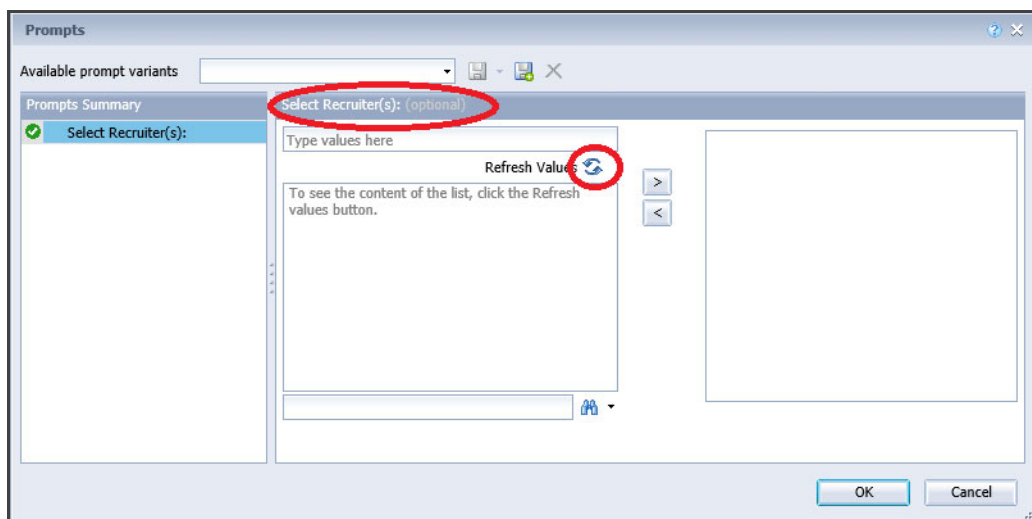 Prompts
Available prompt variants
Prompts Summary
Select Recruiter(s):
Select Recruiter(s): (optional)
Type values here
Refresh Values
To see the content of the list, click the Refresh
values button.
>
<
OK
Cancel